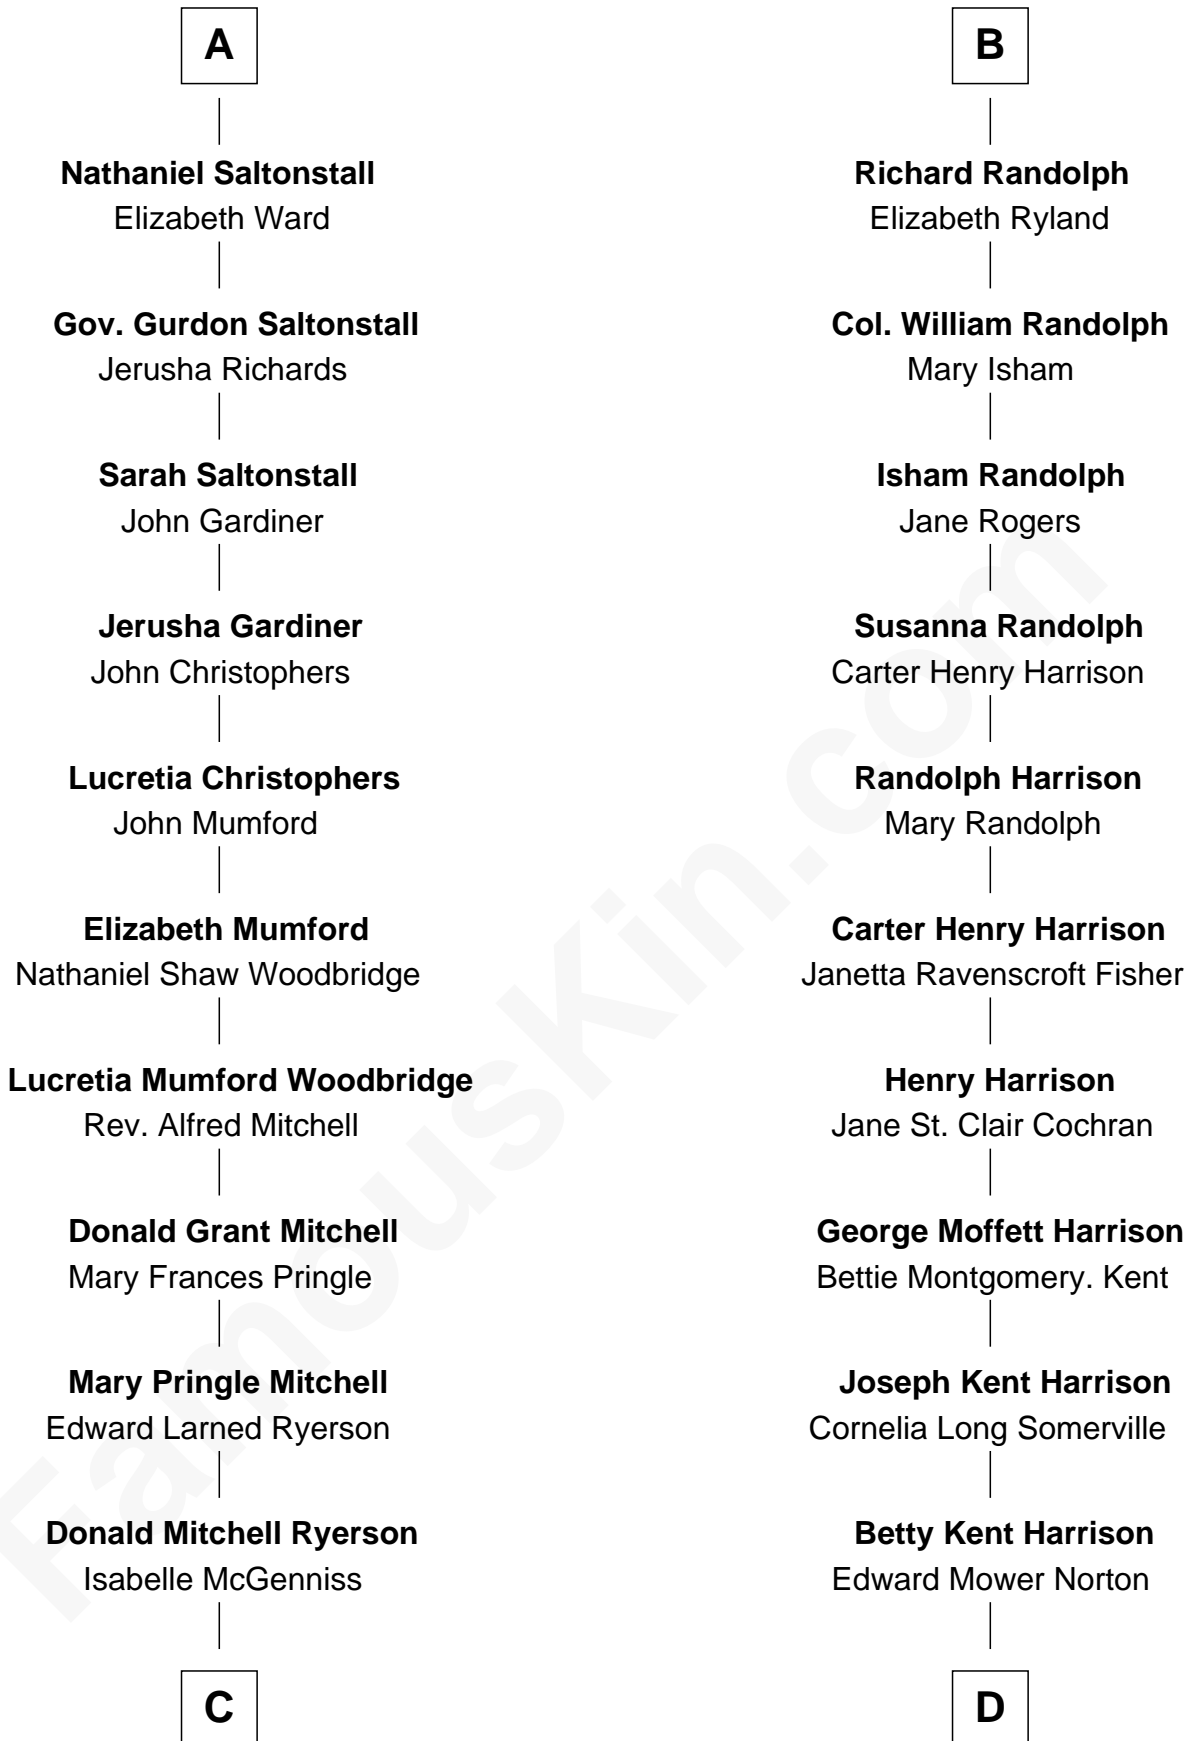 A
Nathaniel Saltonstall
Elizabeth Ward
Gov. Gurdon Saltonstall
Jerusha Richards
Sarah Saltonstall
John Gardiner
Jerusha Gardiner
John Christophers
Lucretia Christophers
John Mumford
Elizabeth Mumford
Nathaniel Shaw Woodbridge
Lucretia Mumford Woodbridge
Rev. Alfred Mitchell
Donald Grant Mitchell
Mary Frances Pringle
Mary Pringle Mitchell
Edward Larned Ryerson
Donald Mitchell Ryerson
Isabelle McGenniss
C
B
Richard Randolph
Elizabeth Ryland
Col. William Randolph
Mary Isham
Isham Randolph
Jane Rogers
Susanna Randolph
Carter Henry Harrison
Randolph Harrison
Mary Randolph
Carter Henry Harrison
Janetta Ravenscroft Fisher
Henry Harrison
Jane St. Clair Cochran
George Moffett Harrison
Bettie Montgomery. Kent
Joseph Kent Harrison
Cornelia Long Somerville
Betty Kent Harrison
Edward Mower Norton
D
FamousKin.com